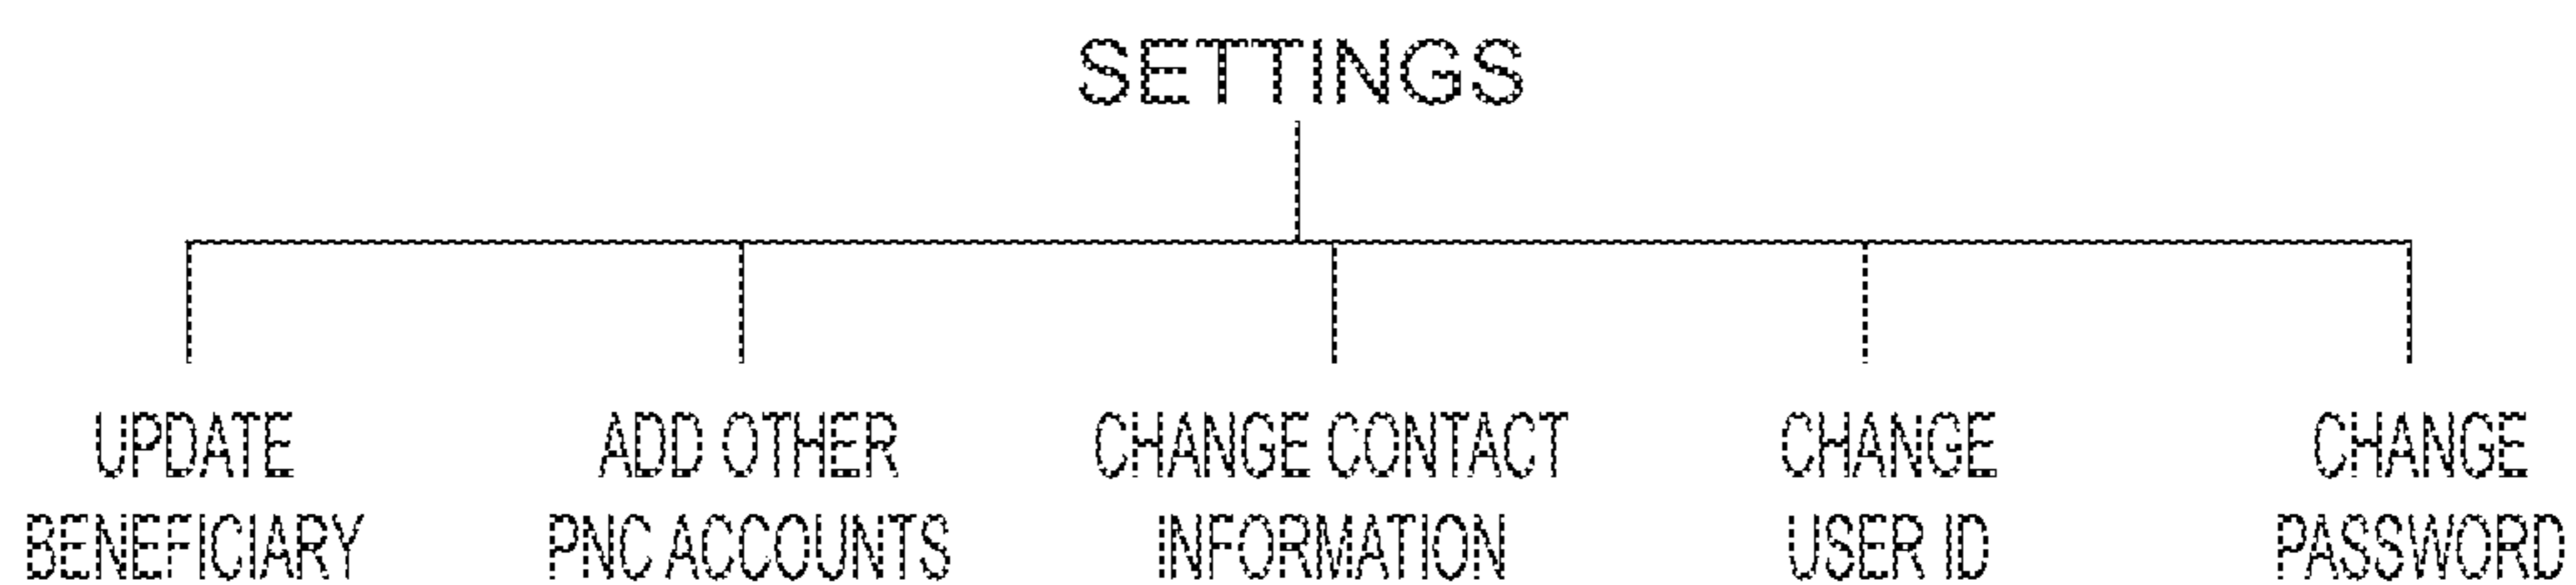 SETTINGS
UPDATE
BENEFICIARY
ADD OTHER
PNC ACCOUNTS
CHANGE CONTACT
INFORMATION
CHANGE
USER ID
CHANGE
PASSWORD